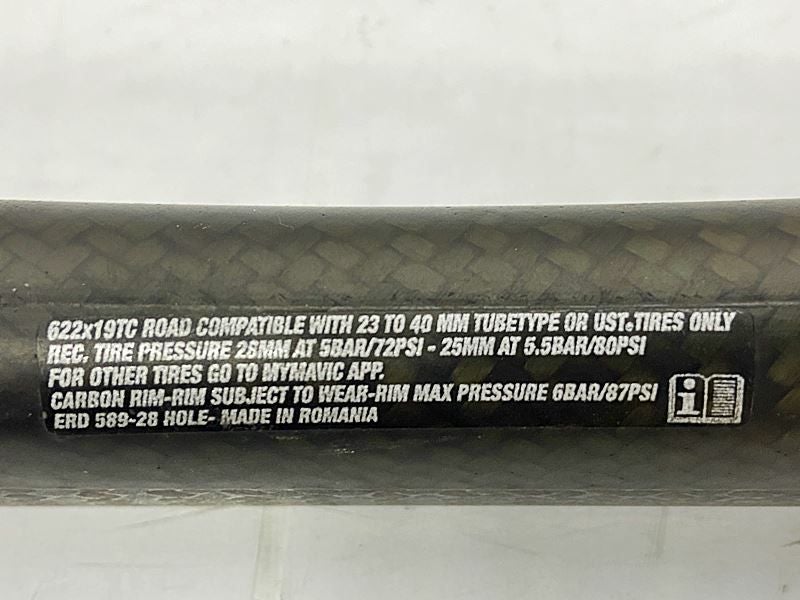 622x19TC ROAD COMPATIBLE WITH 23 TO 40 MM TUBETYPE OR UST TIRES ONLY
REC. TIRE PRESSURE 28MM AT 5BAR/72PSI - 25MM AT 5.5BAR/80PSI
FOR OTHER TIRES GO TO MYMAVIC APP.
CARBON RIM-RIM SUBJECT TO WEAR-RIM MAX PRESSURE 6BAR/87PSI
ERD 589-28 HOLE- MADE IN ROMANIA
i